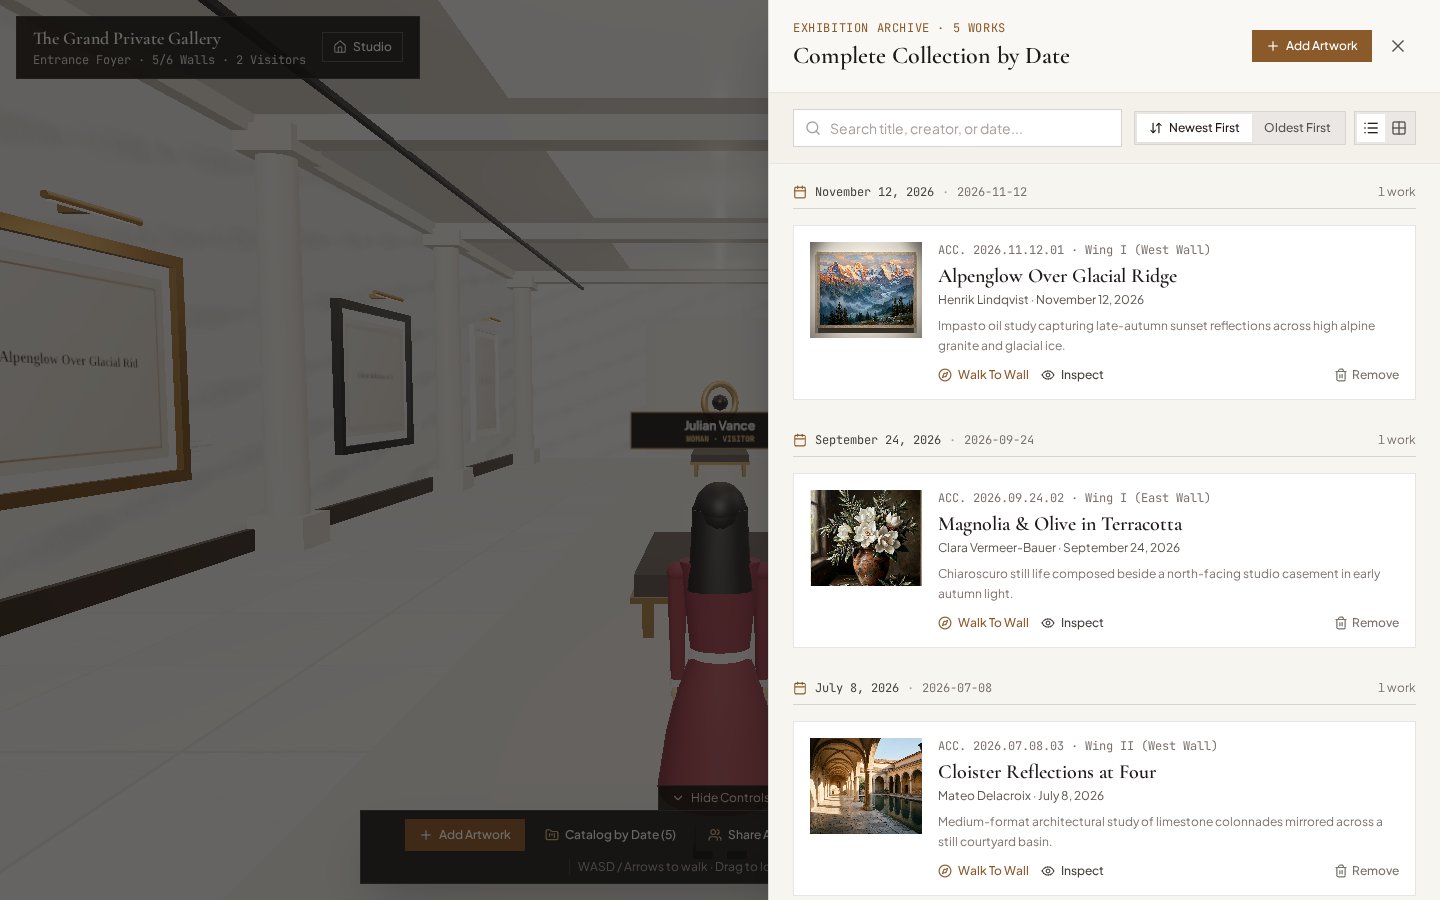 The Grand Private Gallery
Entrance Foyer · 5/6 Walls · 2 Visitors
Studio
Alpenglow Over Glacial Rid
Julian Vance
WOMAN · VISITOR
Hide Controls
Add Artwork
Catalog by Date (5)
Share A
WASD / Arrows to walk · Drag to lo
EXHIBITION ARCHIVE · 5 WORKS
Complete Collection by Date
Add Artwork
Search title, creator, or date...
Newest First
Oldest First
November 12, 2026 · 2026-11-12
1 work
ACC. 2026.11.12.01 · Wing I (West Wall)
Alpenglow Over Glacial Ridge
Henrik Lindqvist · November 12, 2026
Impasto oil study capturing late-autumn sunset reflections across high alpine
granite and glacial ice.
Walk To Wall
Inspect
Remove
September 24, 2026 · 2026-09-24
1 work
ACC. 2026.09.24.02 · Wing I (East Wall)
Magnolia & Olive in Terracotta
Clara Vermeer-Bauer · September 24, 2026
Chiaroscuro still life composed beside a north-facing studio casement in early
autumn light.
Walk To Wall
Inspect
Remove
July 8, 2026 · 2026-07-08
1 work
ACC. 2026.07.08.03 · Wing II (West Wall)
Cloister Reflections at Four
Mateo Delacroix · July 8, 2026
Medium-format architectural study of limestone colonnades mirrored across a
still courtyard basin.
Walk To Wall
Inspect
Remove